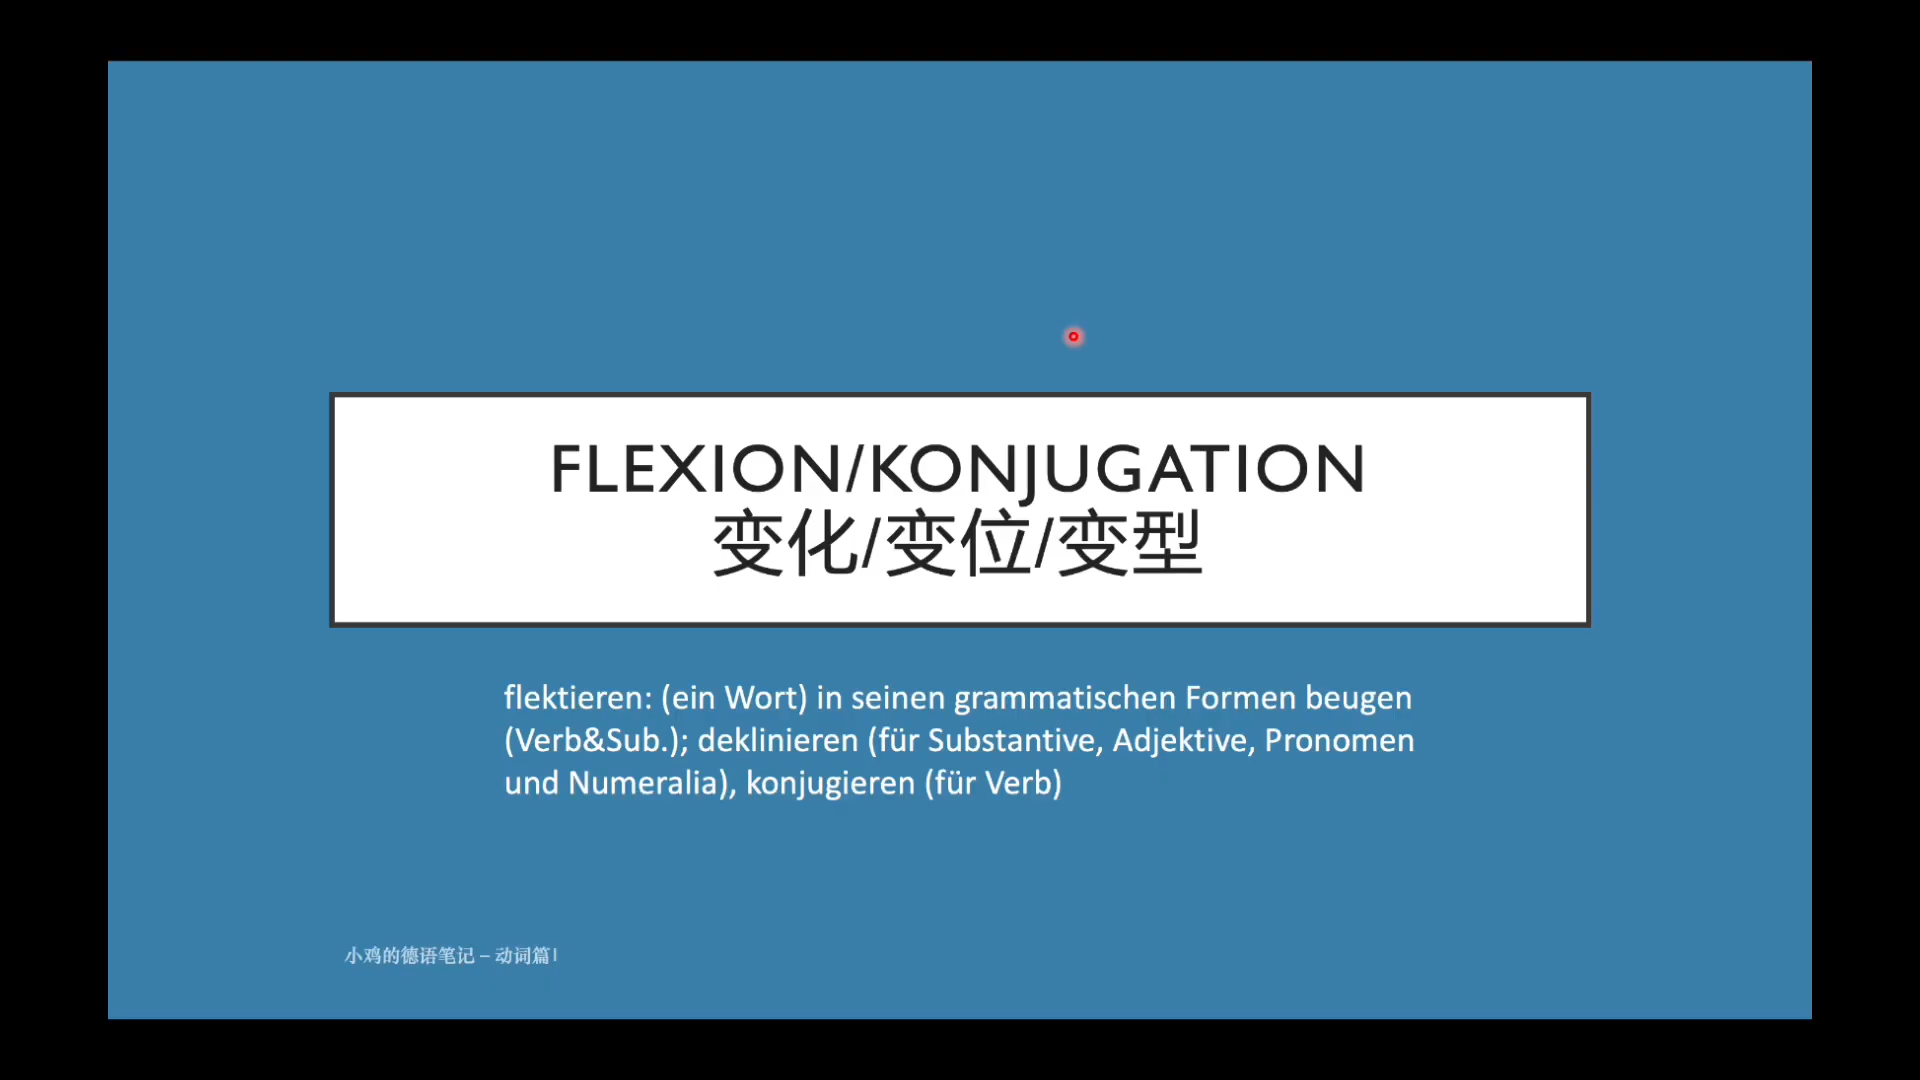 FLEXION/KONJUGATION
变化/变位/变型
flektieren: (ein Wort) in seinen grammatischen Formen beugen
(Verb&Sub.); deklinieren (für Substantive, Adjektive, Pronomen
und Numeralia), konjugieren (für Verb)
小鸡的德语笔记 – 动词篇I